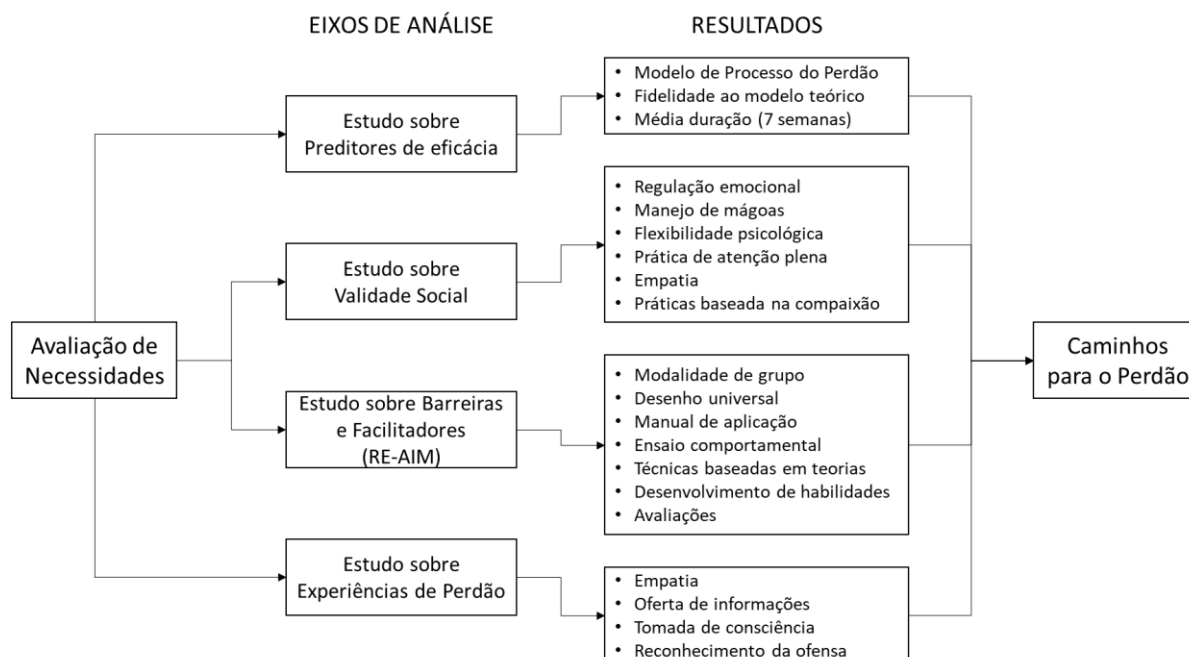 EIXOS DE ANÁLISE
RESULTADOS
Avaliação de
Necessidades
Estudo sobre
Preditores de eficácia
• Modelo de Processo do Perdão
• Fidelidade ao modelo teórico
• Média duração (7 semanas)
Estudo sobre
Validade Social
• Regulação emocional
• Manejo de mágoas
• Flexibilidade psicológica
• Prática de atenção plena
• Empatia
• Práticas baseada na compaixão
Estudo sobre Barreiras
e Facilitadores
(RE-AIM)
• Modalidade de grupo
• Desenho universal
• Manual de aplicação
• Ensaio comportamental
• Técnicas baseadas em teorias
• Desenvolvimento de habilidades
• Avaliações
Estudo sobre
Experiências de Perdão
• Empatia
• Oferta de informações
• Tomada de consciência
• Reconhecimento da ofensa
Caminhos
para o Perdão